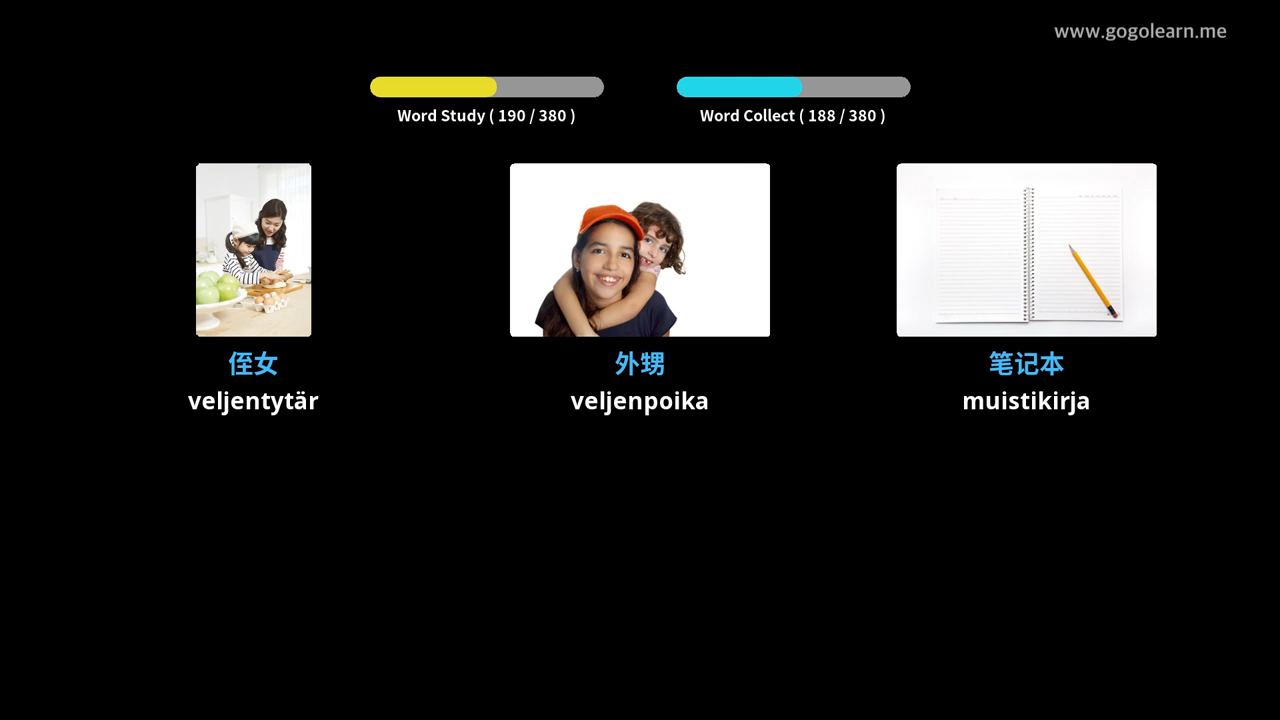 www.gogolearn.me
Word Study ( 190 / 380 )
Word Collect ( 188 / 380 )
侄女
外甥
笔记本
veljentytär
veljenpoika
muistikirja